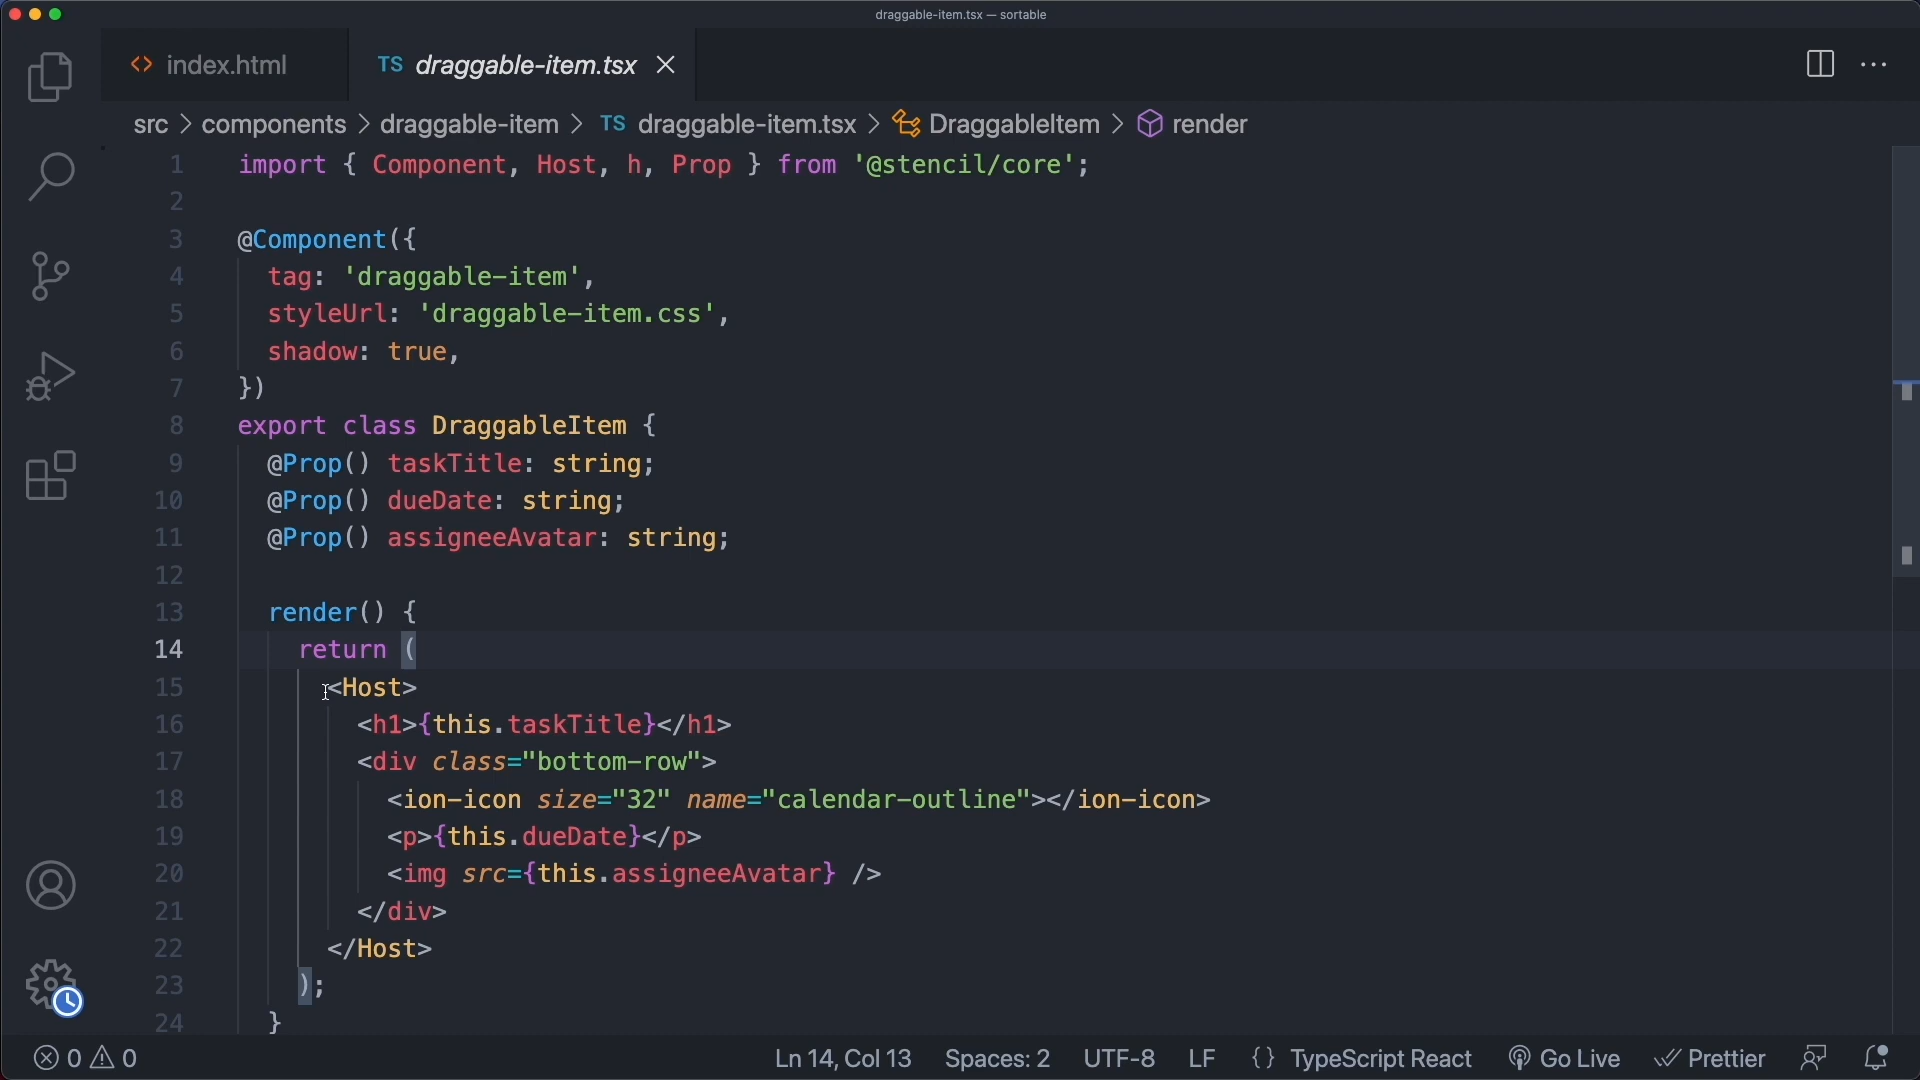 draggable-item.tsx — sortable
<> index.html
TS draggable-item.tsx
src > components > draggable-item > TS draggable-item.tsx > DraggableItem > render
1 import { Component, Host, h, Prop } from '@stencil/core';
2
3 @Component({
4 tag: 'draggable-item',
5 styleUrl: 'draggable-item.css',
6 shadow: true,
7 })
8 export class DraggableItem {
9 @Prop() taskTitle: string;
10 @Prop() dueDate: string;
11 @Prop() assigneeAvatar: string;
12
13 render() {
14 return (
15 <Host>
16 <h1>{this.taskTitle}</h1>
17 <div class="bottom-row">
18 <ion-icon size="32" name="calendar-outline"></ion-icon>
19 <p>{this.dueDate}</p>
20 <img src={this.assigneeAvatar} />
21 </div>
22 </Host>
23 );
24 }
0 0 Ln 14, Col 13 Spaces: 2 UTF-8 LF {} TypeScript React Go Live Prettier